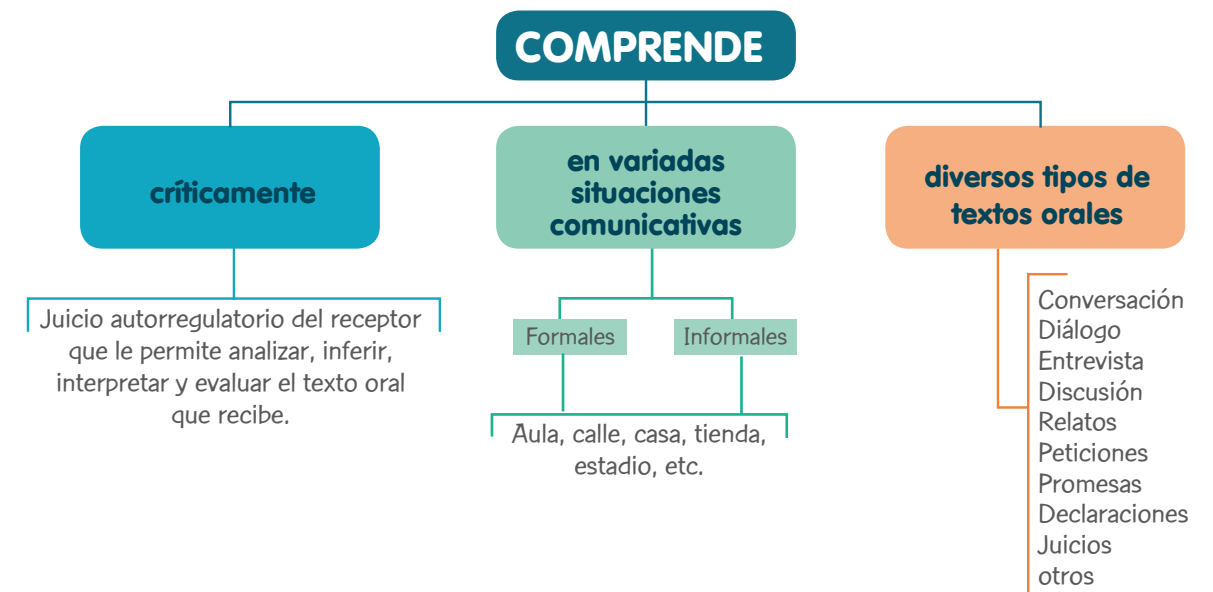 COMPRENDE
críticamente
Juicio autorregulatorio del receptor
que le permite analizar, inferir,
interpretar y evaluar el texto oral
que recibe.
en variadas
situaciones
comunicativas
Formales
Informales
Aula, calle, casa, tienda,
estadio, etc.
diversos tipos de
textos orales
Conversación
Diálogo
Entrevista
Discusión
Relatos
Peticiones
Promesas
Declaraciones
Juicios
otros